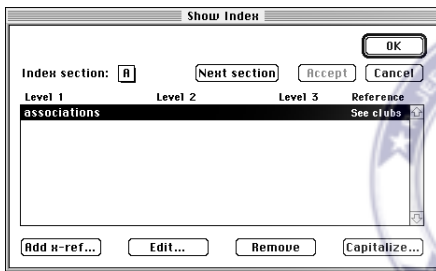 Show Index
OK
Index section: A Next section Accept Cancel
Level 1 Level 2 Level 3 Reference
associations See clubs
Add x-ref... Edit... Remove Capitalize...